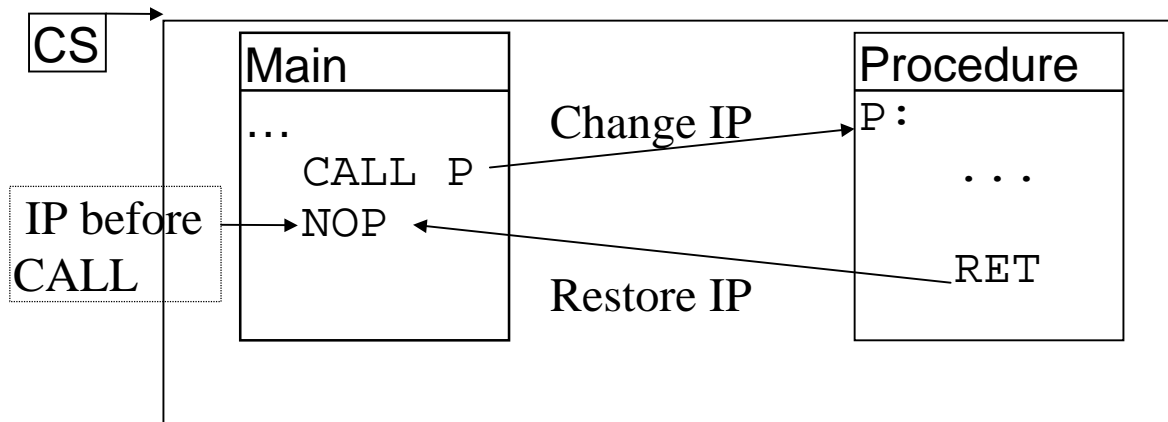 CS
Main
...
CALL P
NOP
IP before
CALL
Change IP
Restore IP
Procedure
P:
...
RET